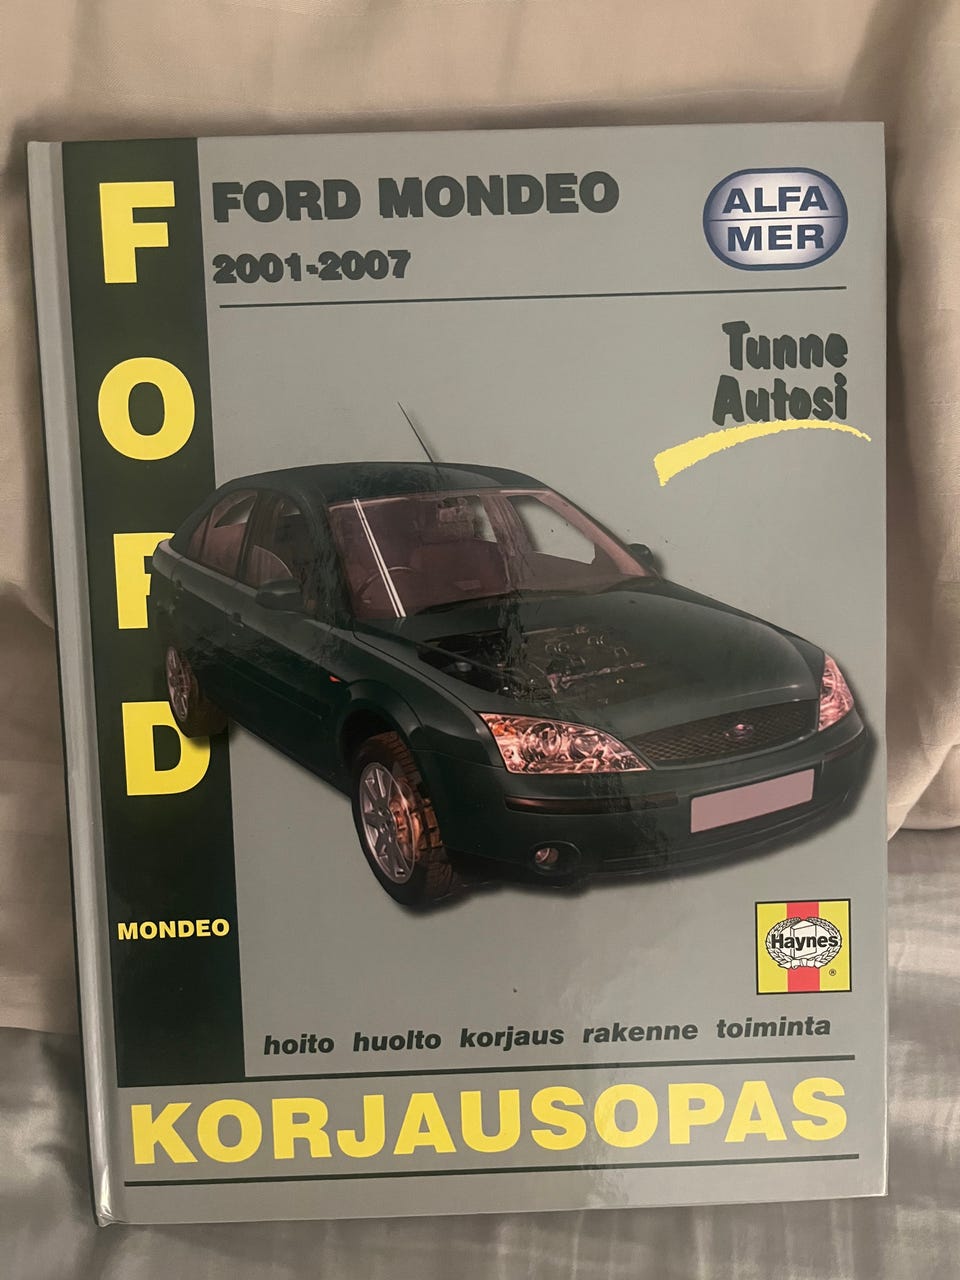 FORD
FORD MONDEO
2001-2007
ALFA
MER
Tunne
Autosi
MONDEO
Haynes
®
hoito huolto korjaus rakenne toiminta
KORJAUSOPAS